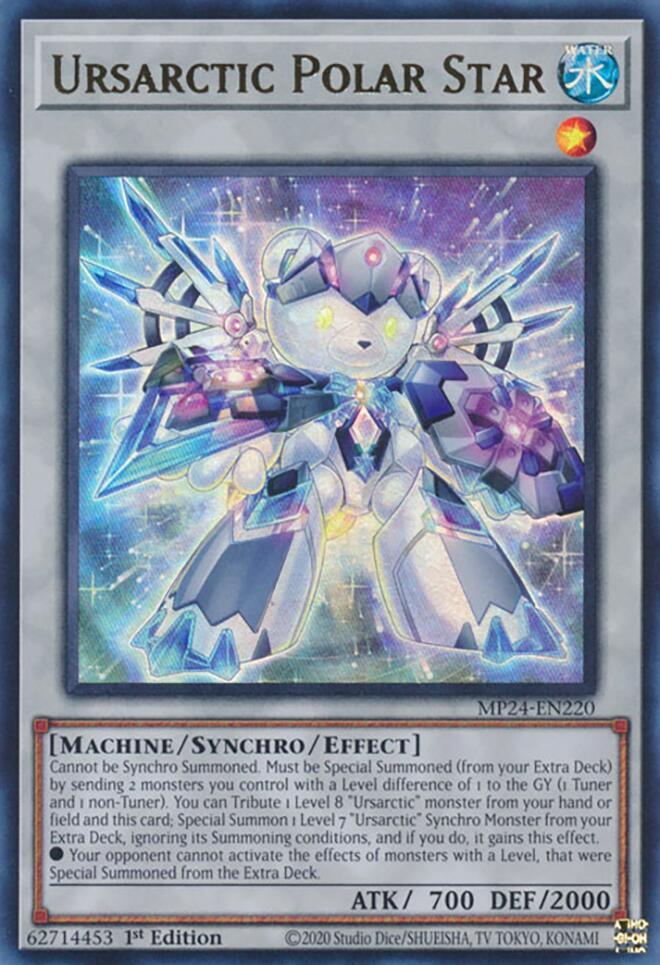 URSARCTIC POLAR STAR
WATER
水
MP24-EN220
[MACHINE/SYNCHRO/EFFECT]
Cannot be Synchro Summoned. Must be Special Summoned (from your Extra Deck)
by sending 2 monsters you control with a Level difference of 1 to the GY (1 Tuner
and 1 non-Tuner). You can Tribute 1 Level 8 "Ursarctic" monster from your hand or
field and this card; Special Summon 1 Level 7 "Ursarctic" Synchro Monster from your
Extra Deck, ignoring its Summoning conditions, and if you do, it gains this effect.
● Your opponent cannot activate the effects of monsters with a Level, that were
Special Summoned from the Extra Deck.
ATK/ 700 DEF/2000
62714453 1st Edition ©2020 Studio Dice/SHUEISHA, TV TOKYO, KONAMI